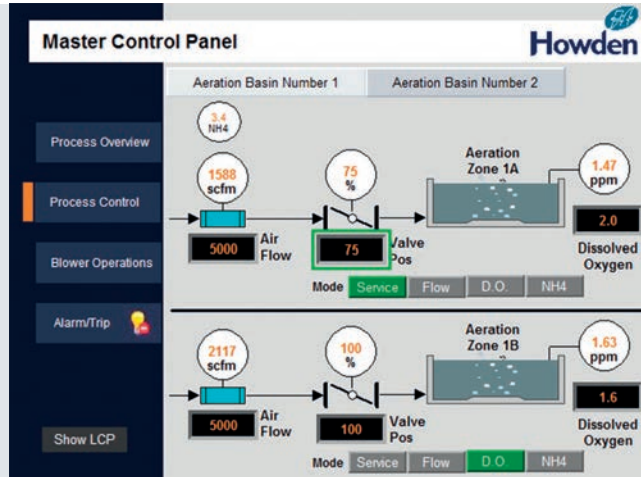 Master Control Panel
Howden
Aeration Basin Number 1
Aeration Basin Number 2
Process Overview
Process Control
Blower Operations
Alarm/Trip
Show LCP
3.4
NH4
1588
scfm
75
%
Aeration
Zone 1A
1.47
ppm
5000
Air
Flow
75
Valve
Pos
2.0
Dissolved
Oxygen
Mode Service Flow D.O. NH4
2117
scfm
100
%
Aeration
Zone 1B
1.63
ppm
5000
Air
Flow
100
Valve
Pos
1.6
Dissolved
Oxygen
Mode Service Flow D.O. NH4